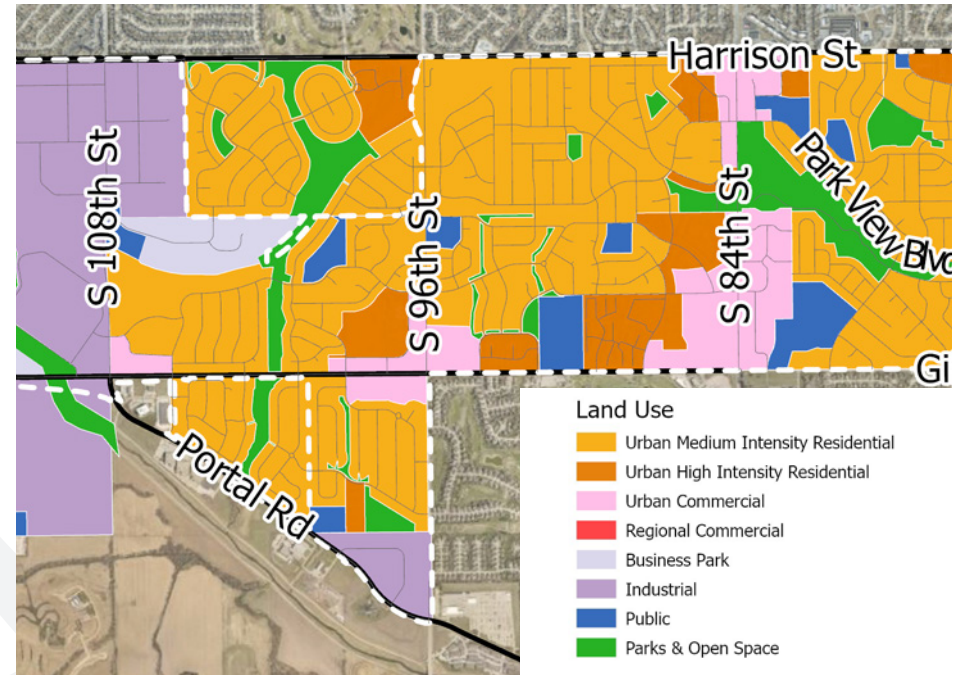 Harrison St
S 108th St
S 96th St
S 84th St
Park View Blvd
Gi
Portal Rd
Land Use
Urban Medium Intensity Residential
Urban High Intensity Residential
Urban Commercial
Regional Commercial
Business Park
Industrial
Public
Parks & Open Space